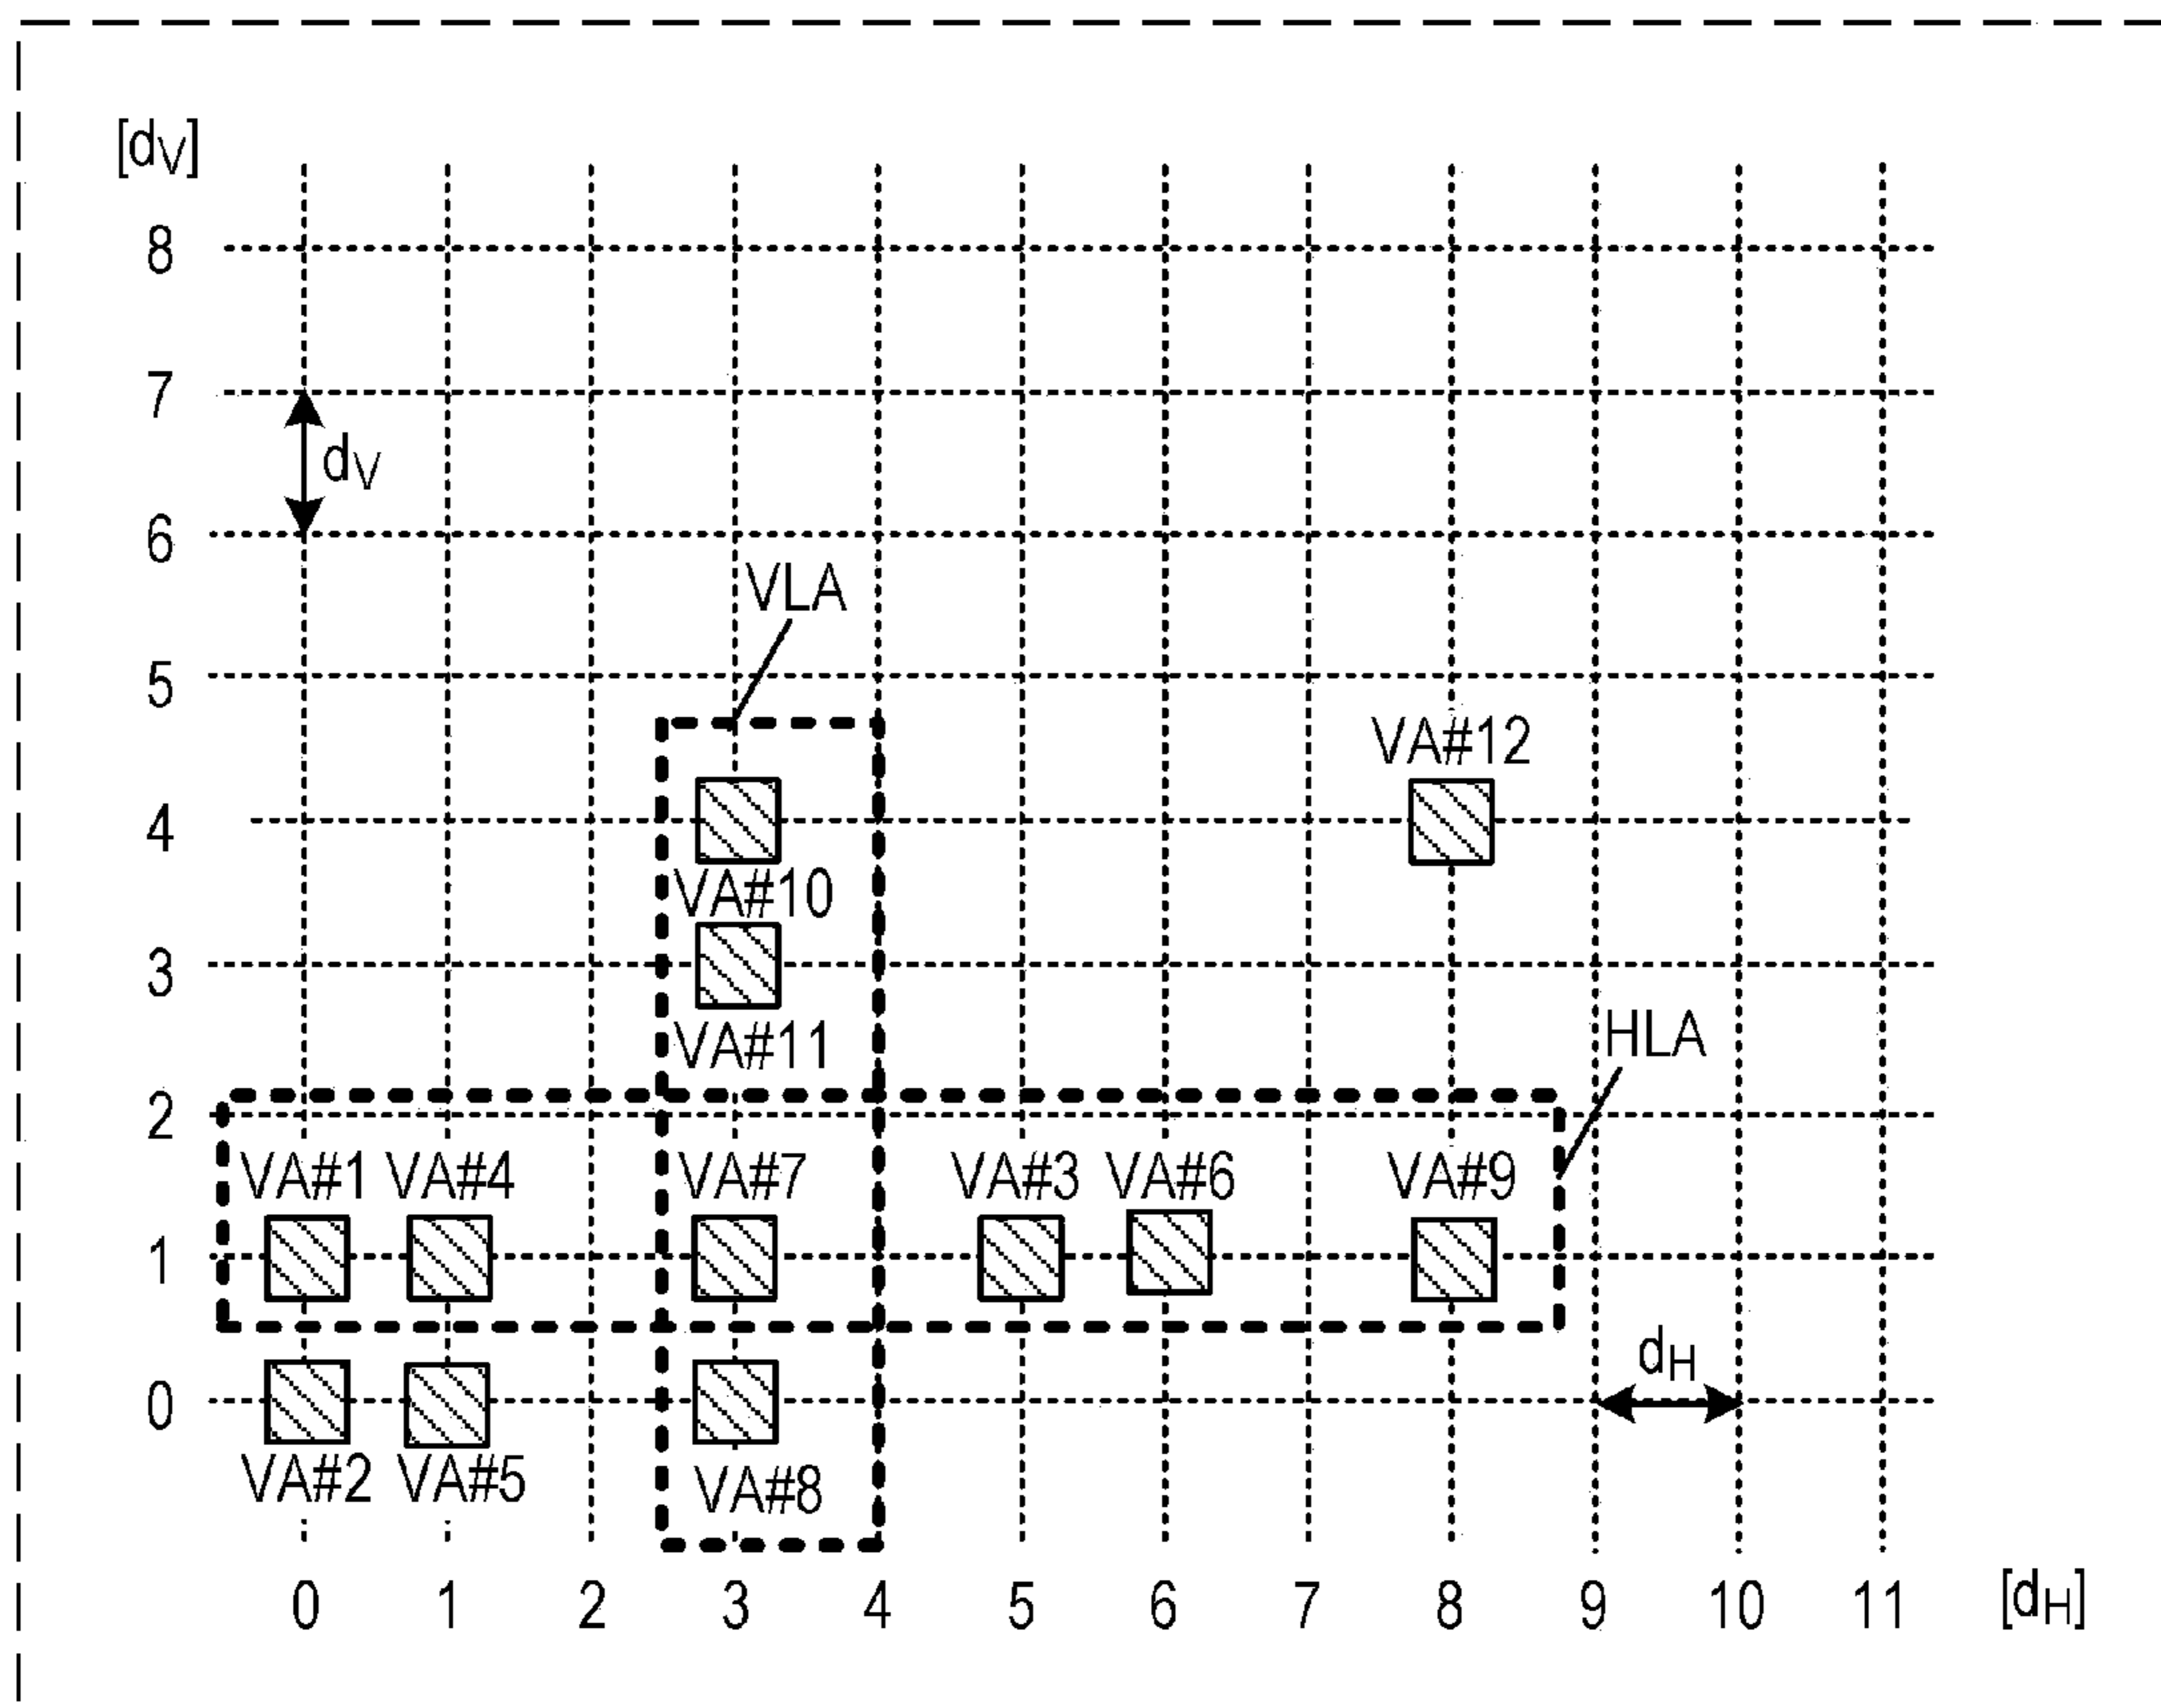 [dV]
8
7
dV
6
VLA
5
VA#12
4
VA#10
3
HLA
VA#11
2
VA#1 VA#4 VA#7 VA#3 VA#6 VA#9
1
dH
0
VA#2 VA#5 VA#8
0 1 2 3 4 5 6 7 8 9 10 11 [dH]